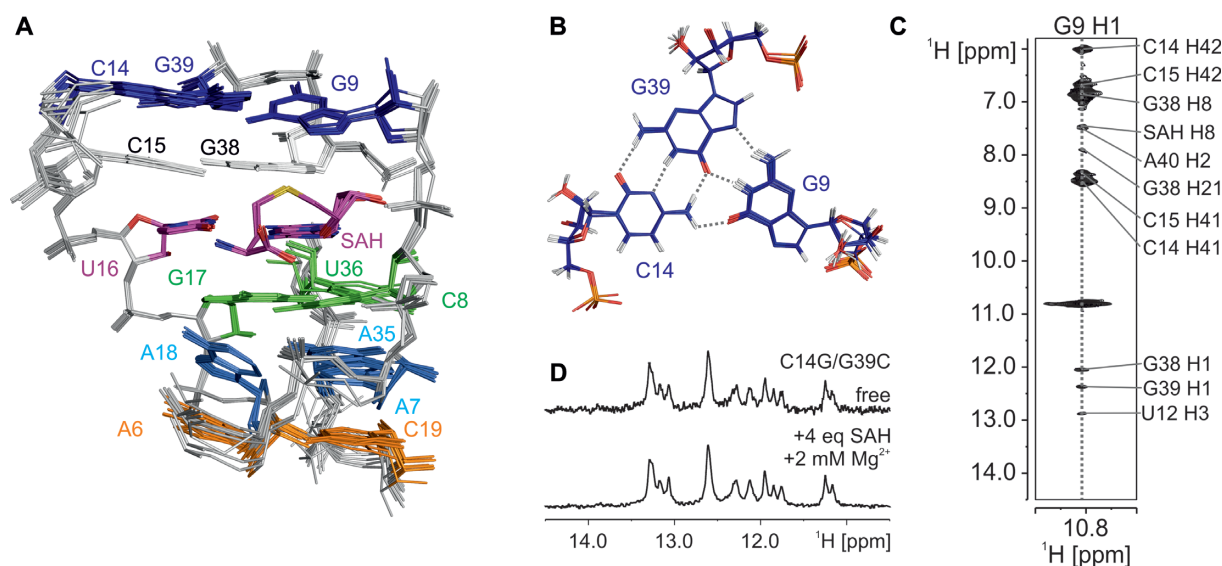 A
C14
G39
G9
C15
G38
U16
G17
SAH
U36
C8
A18
A35
A6
A7
C19
B
G39
G9
C14
C
G9 H1
¹H [ppm]
7.0
8.0
9.0
10.0
11.0
12.0
13.0
14.0
C14 H42
C15 H42
G38 H8
SAH H8
A40 H2
G38 H21
C15 H41
C14 H41
G38 H1
G39 H1
U12 H3
10.8
¹H [ppm]
D
C14G/G39C
free
+4 eq SAH
+2 mM Mg²⁺
14.0
13.0
12.0
¹H [ppm]